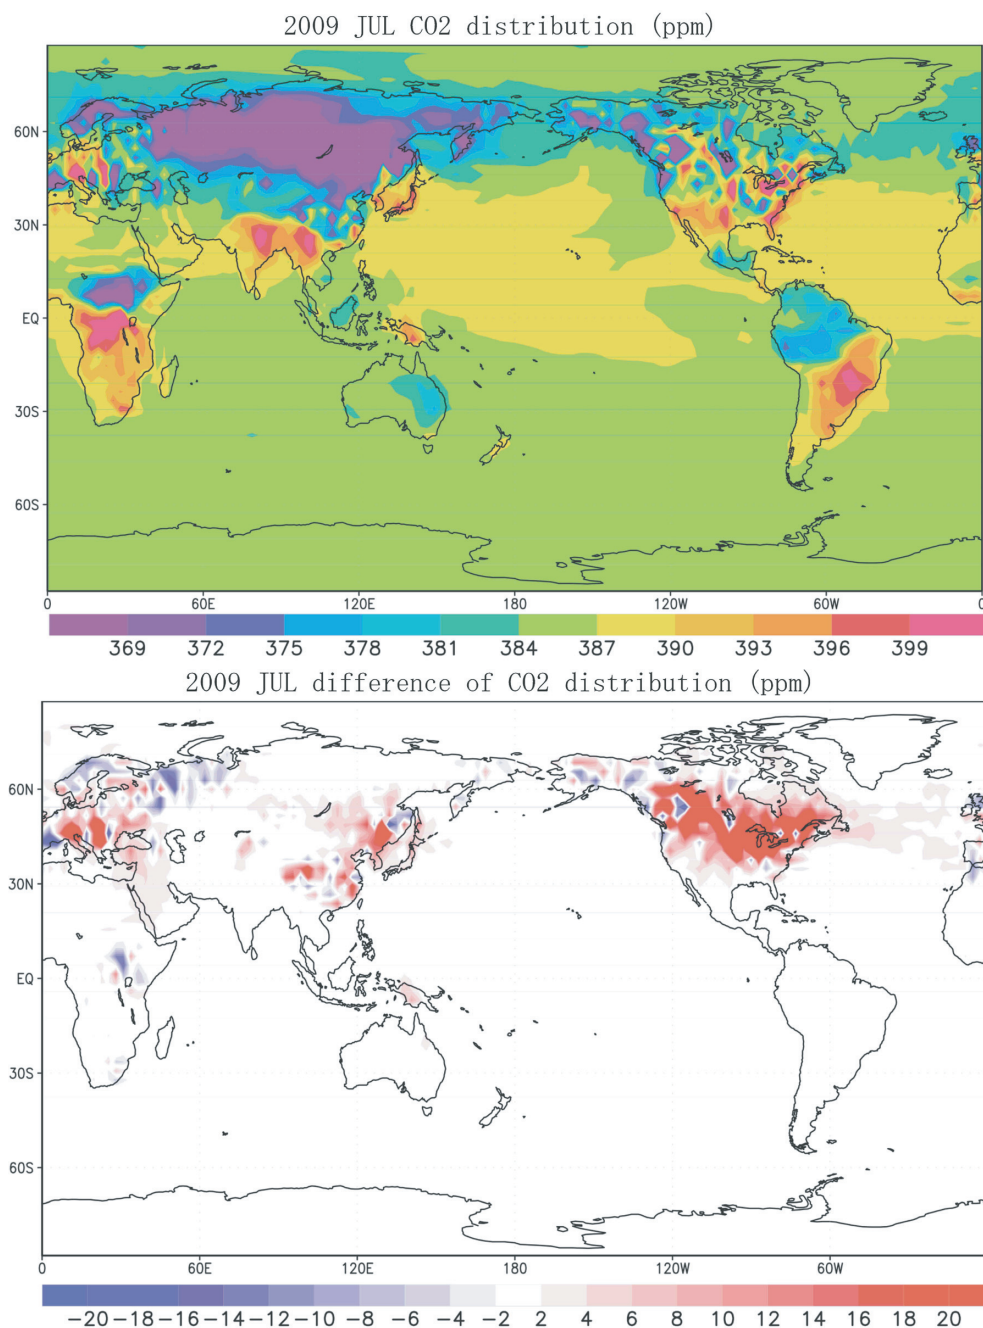 2009 JUL CO2 distribution (ppm)
60N
30N
EQ
30S
60S
0 60E 120E 180 120W 60W 0
369 372 375 378 381 384 387 390 393 396 399
2009 JUL difference of CO2 distribution (ppm)
60N
30N
EQ
30S
60S
0 60E 120E 180 120W 60W
-20 -18 -16 -14 -12 -10 -8 -6 -4 -2 2 4 6 8 10 12 14 16 18 20